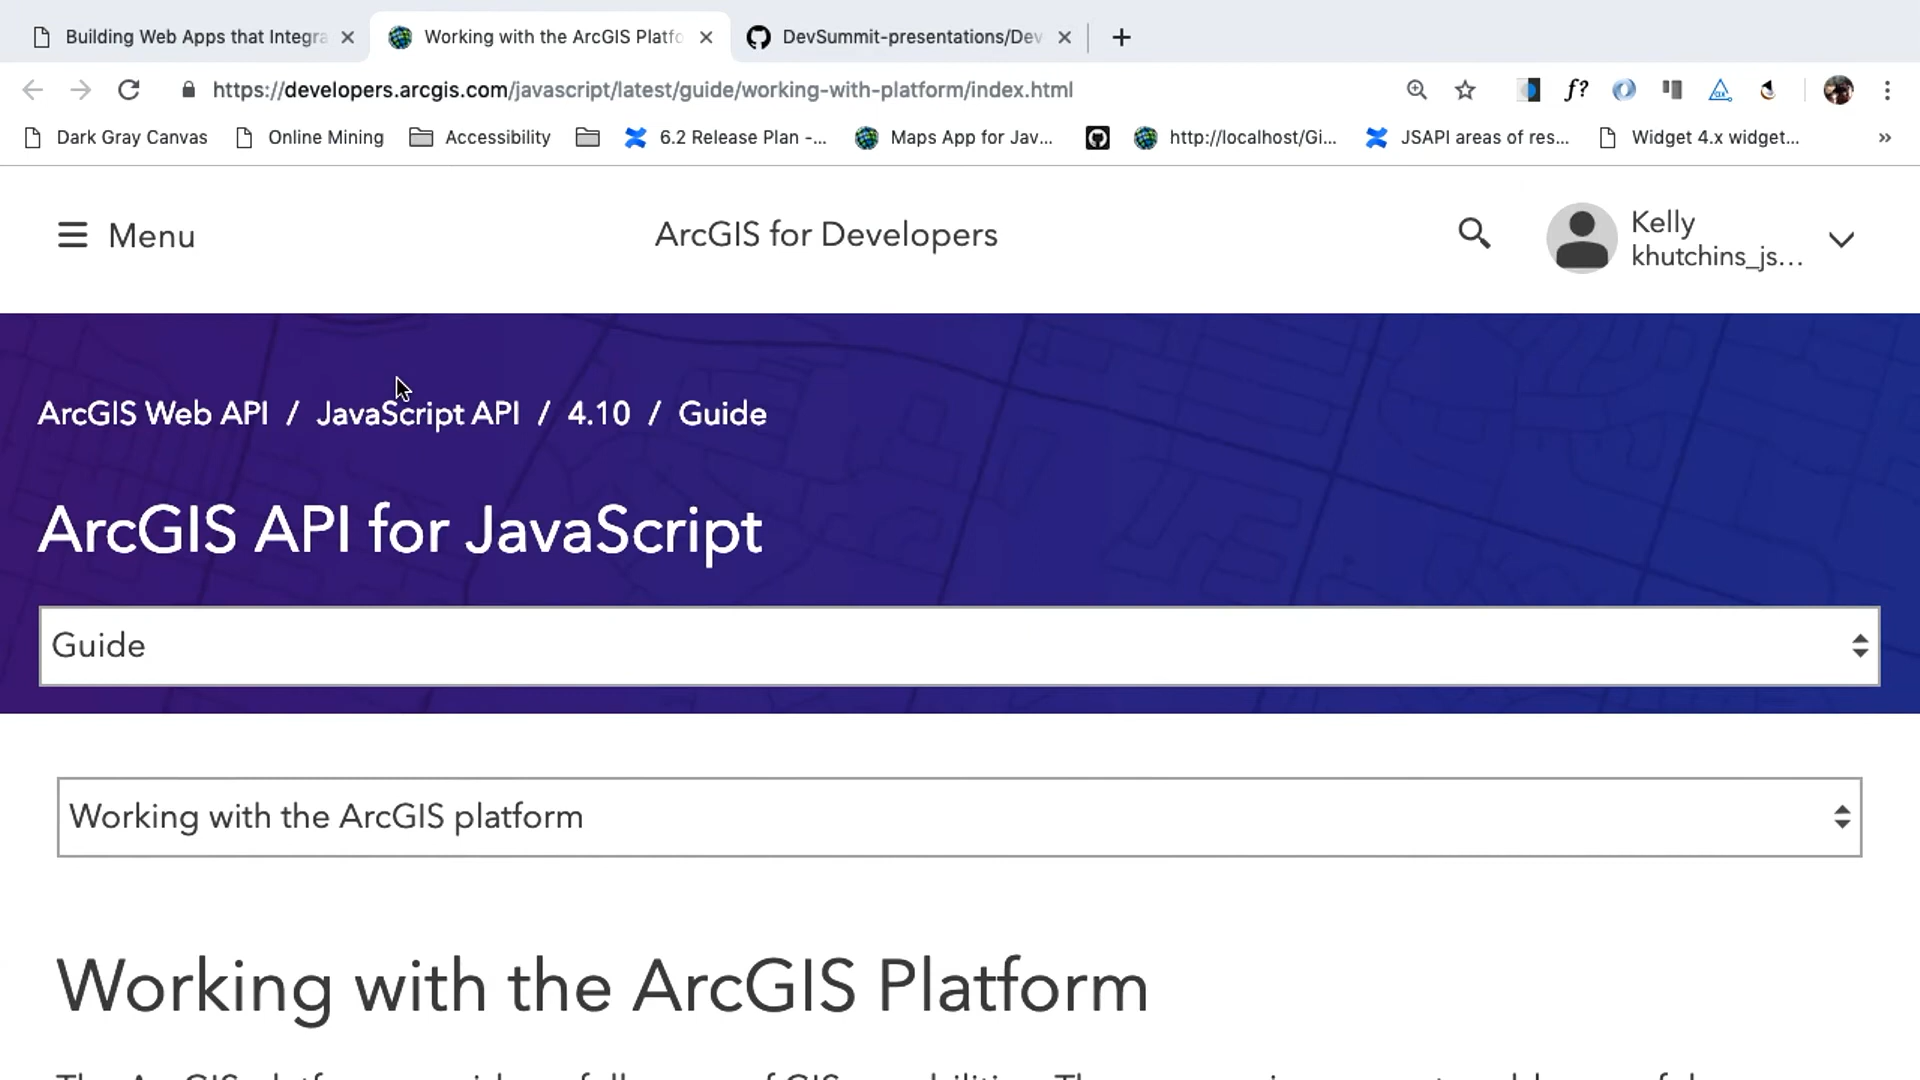 Building Web Apps that Integra
Working with the ArcGIS Platfo
DevSummit-presentations/Dev
https://developers.arcgis.com/javascript/latest/guide/working-with-platform/index.html
f?
Dark Gray Canvas
Online Mining
Accessibility
6.2 Release Plan -...
Maps App for Jav...
http://localhost/Gi...
JSAPI areas of res...
Widget 4.x widget...
»
Menu
ArcGIS for Developers
Kelly
khutchins_js...
ArcGIS Web API / JavaScript API / 4.10 / Guide
ArcGIS API for JavaScript
Guide
Working with the ArcGIS platform
Working with the ArcGIS Platform